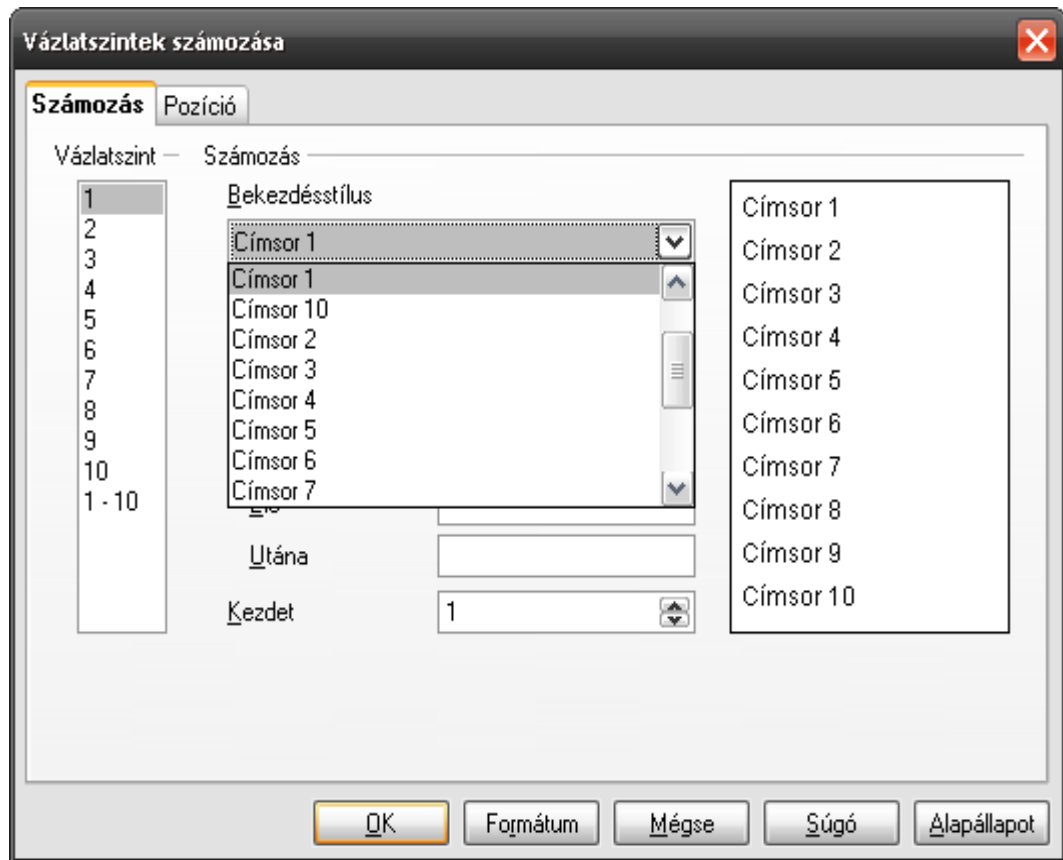 Vázlatszintek számozása
Számozás
Pozíció
Vázlatszint
1
2
3
4
5
6
7
8
9
10
1 - 10
Számozás
Bekezdésstílus
Címsor 1
Címsor 1
Címsor 10
Címsor 2
Címsor 3
Címsor 4
Címsor 5
Címsor 6
Címsor 7
Utána
Kezdet
1
Címsor 1
Címsor 2
Címsor 3
Címsor 4
Címsor 5
Címsor 6
Címsor 7
Címsor 8
Címsor 9
Címsor 10
OK
Formátum
Mégse
Súgó
Alapállapot